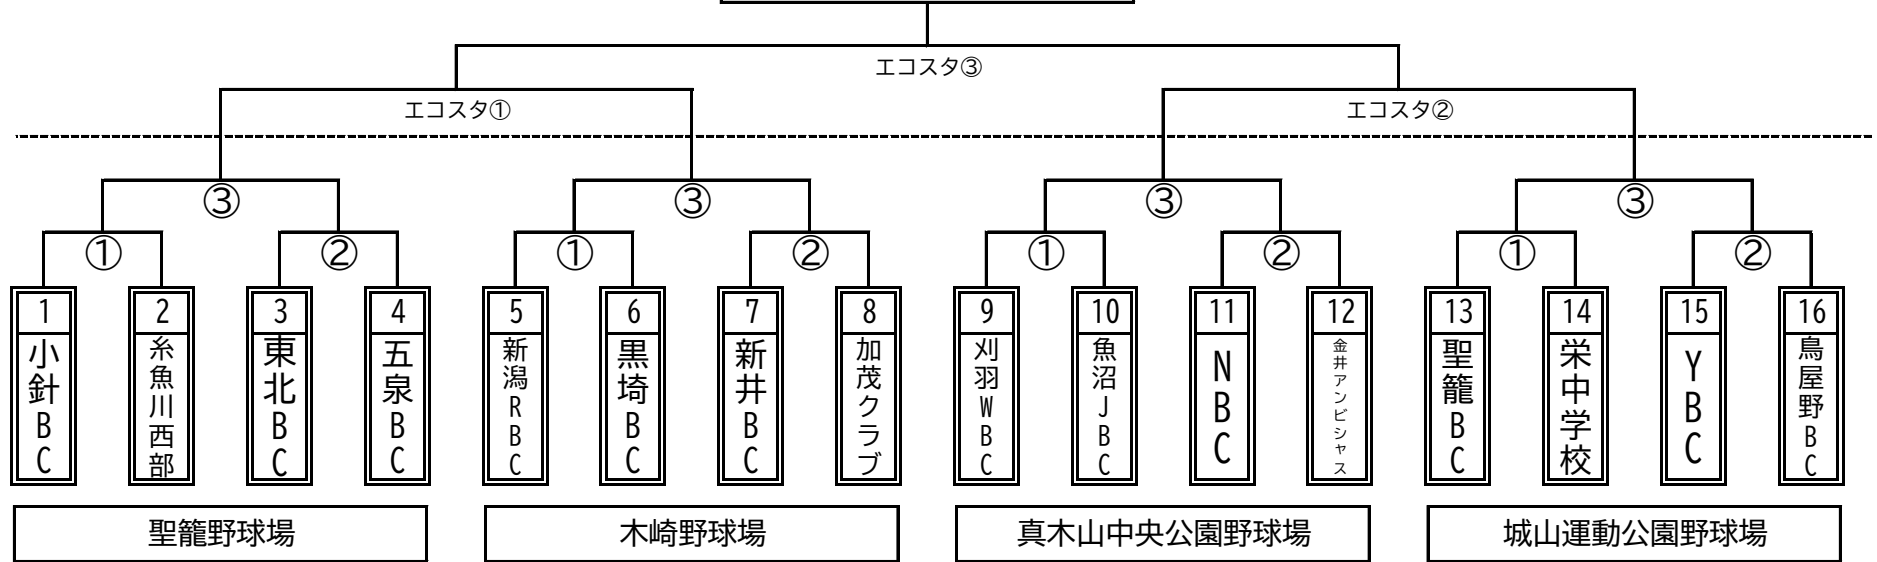 エコスタ③
エコスタ①
エコスタ②
③
③
③
③
①
②
①
②
①
②
①
②
1
2
3
4
5
6
7
8
9
10
11
12
13
14
15
16
小針BC
糸魚川西部
東北BC
五泉BC
新潟RBC
黒埼BC
新井BC
加茂クラブ
刈羽WBC
魚沼JBC
NBC
金井アンビシャス
聖籠BC
栄中学校
YBC
鳥屋野BC
聖籠野球場
木崎野球場
真木山中央公園野球場
城山運動公園野球場